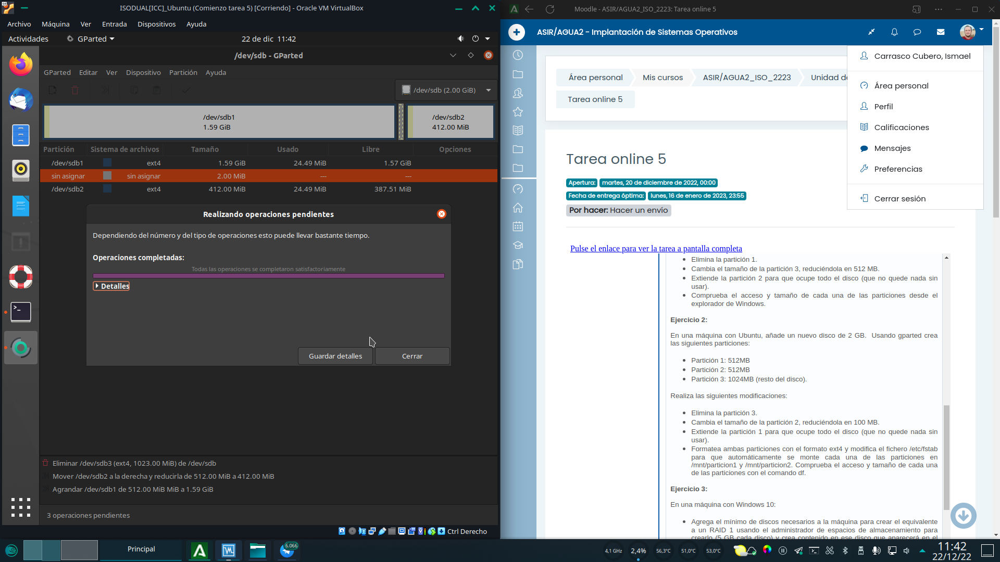 ISODUAL[ICC]_Ubuntu (Comienzo tarea 5) [Corriendo] - Oracle VM VirtualBox
Archivo Máquina Ver Entrada Dispositivos Ayuda
Actividades GParted 22 de dic 11:42
/dev/sdb - GParted
GParted Editar Ver Dispositivo Partición Ayuda
/dev/sdb (2.00 GiB)
/dev/sdb1
1.59 GiB
/dev/sdb2
412.00 MiB
Partición Sistema de archivos Tamaño Usado Libre Opciones
/dev/sdb1 ext4 1.59 GiB 24.49 MiB 1.57 GiB
sin asignar sin asignar 2.00 MiB --- ---
/dev/sdb2 ext4 412.00 MiB 24.49 MiB 387.51 MiB
Realizando operaciones pendientes
Dependiendo del número y del tipo de operaciones esto puede llevar bastante tiempo.
Operaciones completadas:
Todas las operaciones se completaron satisfactoriamente
Detalles
Guardar detalles Cerrar
Eliminar /dev/sdb3 (ext4, 1023.00 MiB) de /dev/sdb
Mover /dev/sdb2 a la derecha y reducirla de 512.00 MiB a 412.00 MiB
Agrandar /dev/sdb1 de 512.00 MiB MiB a 1.59 GiB
3 operaciones pendientes
Ctrl Derecho
Moodle - ASIR/AGUA2_ISO_2223: Tarea online 5
ASIR/AGUA2 - Implantación de Sistemas Operativos
Carrasco Cubero, Ismael
Área personal
Perfil
Calificaciones
Mensajes
Preferencias
Cerrar sesión
Área personal Mis cursos ASIR/AGUA2_ISO_2223 Unidad de
Tarea online 5
Tarea online 5
Apertura: martes, 20 de diciembre de 2022, 00:00
Fecha de entrega óptima: lunes, 16 de enero de 2023, 23:55
Por hacer: Hacer un envío
Pulse el enlace para ver la tarea a pantalla completa
Elimina la partición 1.
Cambia el tamaño de la partición 3, reduciéndola en 512 MB.
Extiende la partición 2 para que ocupe todo el disco (que no quede nada sin
usar).
Comprueba el acceso y tamaño de cada una de las particiones desde el
explorador de Windows.
Ejercicio 2:
En una máquina con Ubuntu, añade un nuevo disco de 2 GB. Usando gparted crea
las siguientes particiones:
Partición 1: 512MB
Partición 2: 512MB
Partición 3: 1024MB (resto del disco).
Realiza las siguientes modificaciones:
Elimina la partición 3.
Cambia el tamaño de la partición 2, reduciéndola en 100 MB.
Extiende la partición 1 para que ocupe todo el disco (que no quede nada sin
usar).
Formatea ambas particiones con el formato ext4 y modifica el fichero /etc/fstab
para que automáticamente se monte cada una de las particiones en
/mnt/particion1 y /mnt/particion2. Comprueba el acceso y tamaño de cada una
de las particiones con el comando df.
Ejercicio 3:
En una máquina con Windows 10:
Agrega el mínimo de discos necesarios a la máquina para crear el equivalente
a un RAID 1 usando el administrador de espacios de almacenamiento para
crearlo (5 GB cada disco) y crea contenido en ese disco que aparecerá en el
Principal
6.066
4,1 GHz 2,4% 56,3°C 51,0°C 53,0°C
11:42
22/12/22